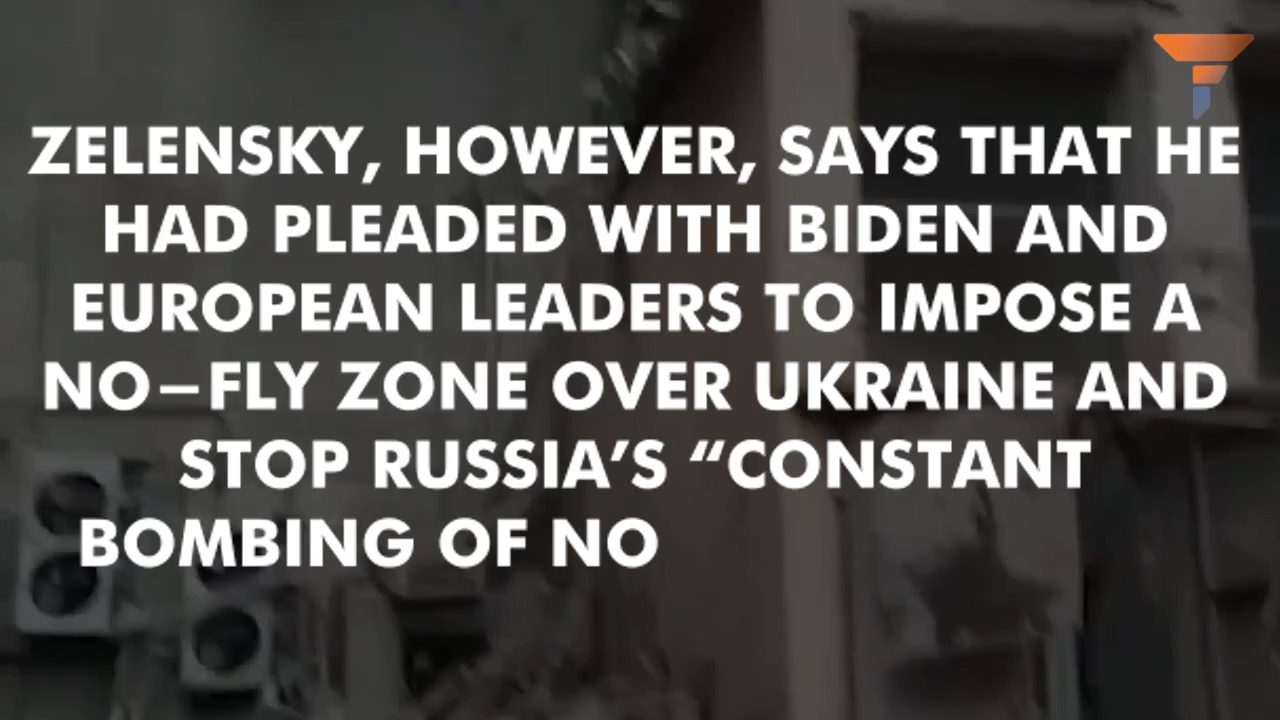 ZELENSKY, HOWEVER, SAYS THAT HE
HAD PLEADED WITH BIDEN AND
EUROPEAN LEADERS TO IMPOSE A
NO–FLY ZONE OVER UKRAINE AND
STOP RUSSIA’S “CONSTANT
BOMBING OF NO